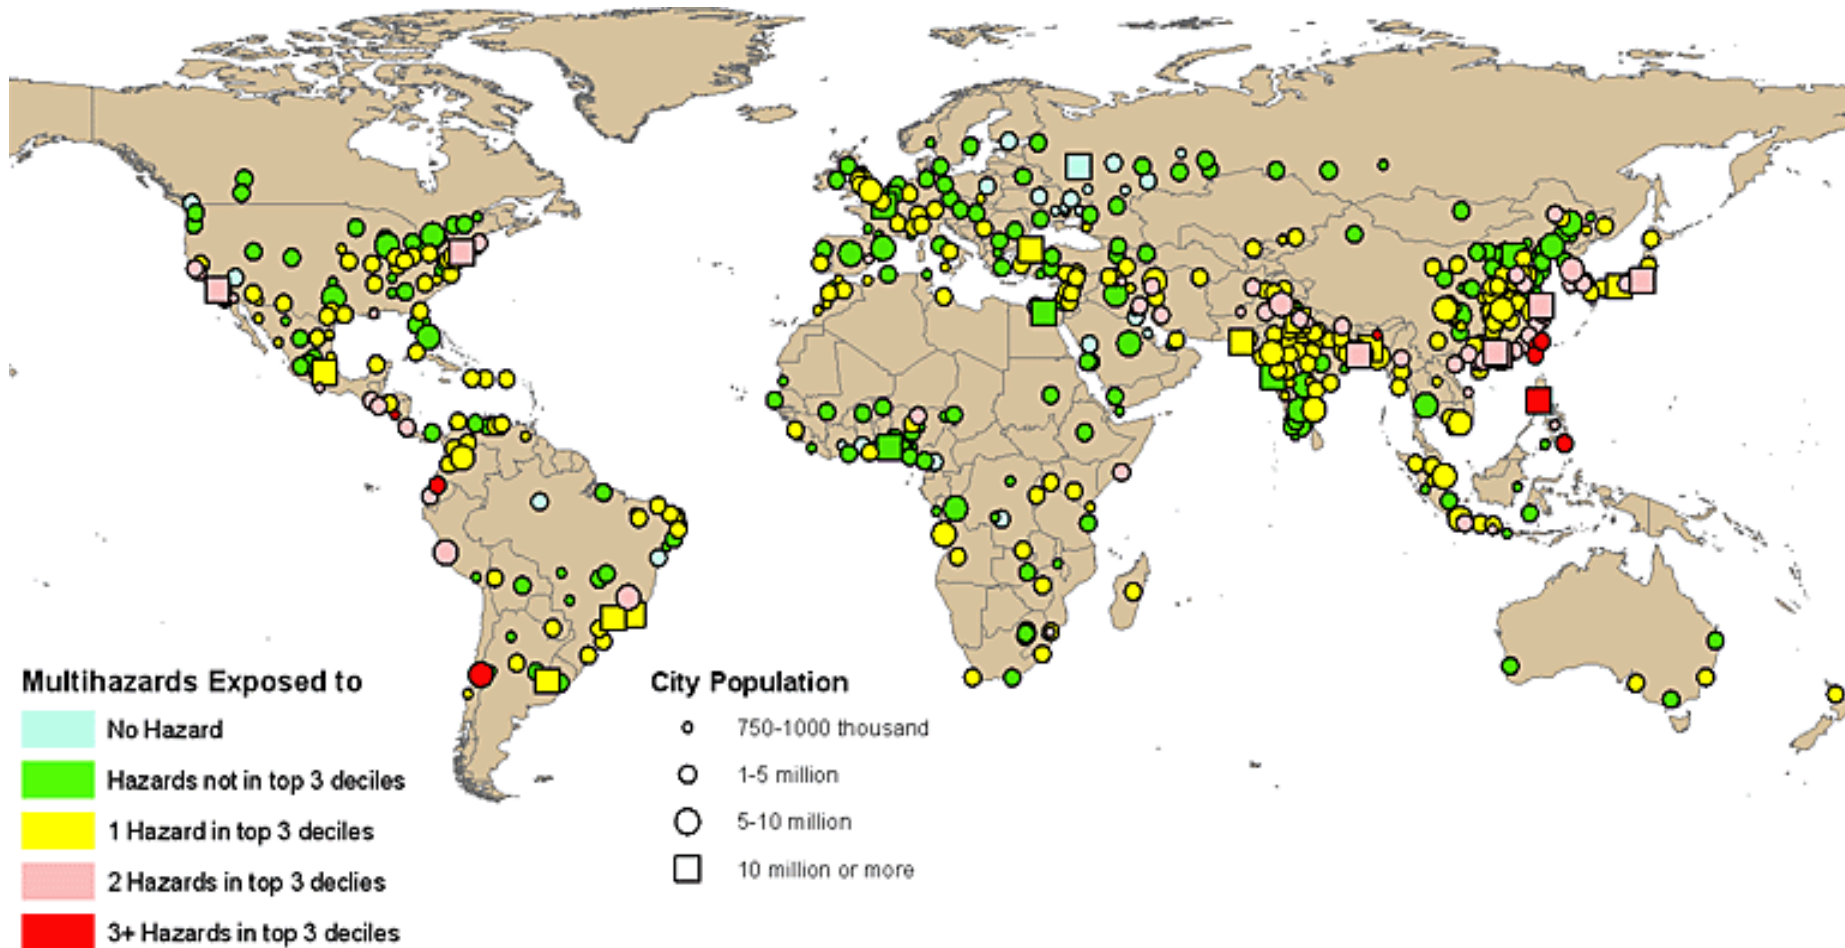 Multihazards Exposed to
No Hazard
Hazards not in top 3 deciles
1 Hazard in top 3 deciles
2 Hazards in top 3 declies
3+ Hazards in top 3 deciles
City Population
750-1000 thousand
1-5 million
5-10 million
10 million or more